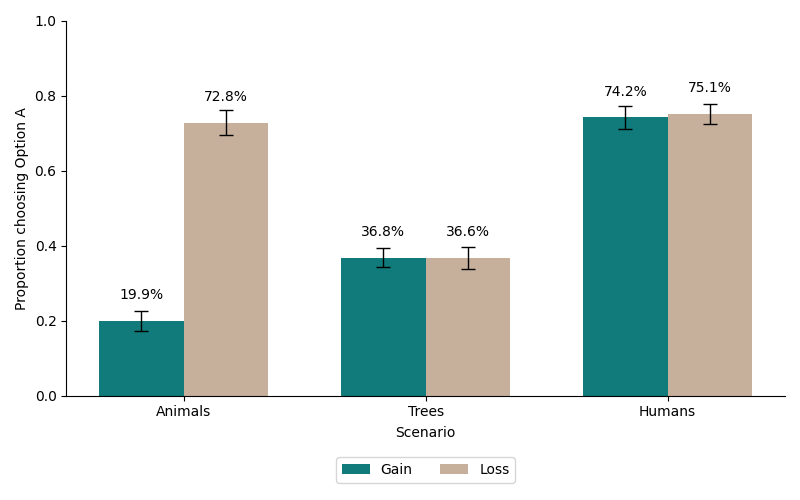 Proportion choosing Option A
1.0
0.8
0.6
0.4
0.2
0.0
19.9%
72.8%
36.8%
36.6%
74.2%
75.1%
Animals
Trees
Humans
Scenario
Gain
Loss